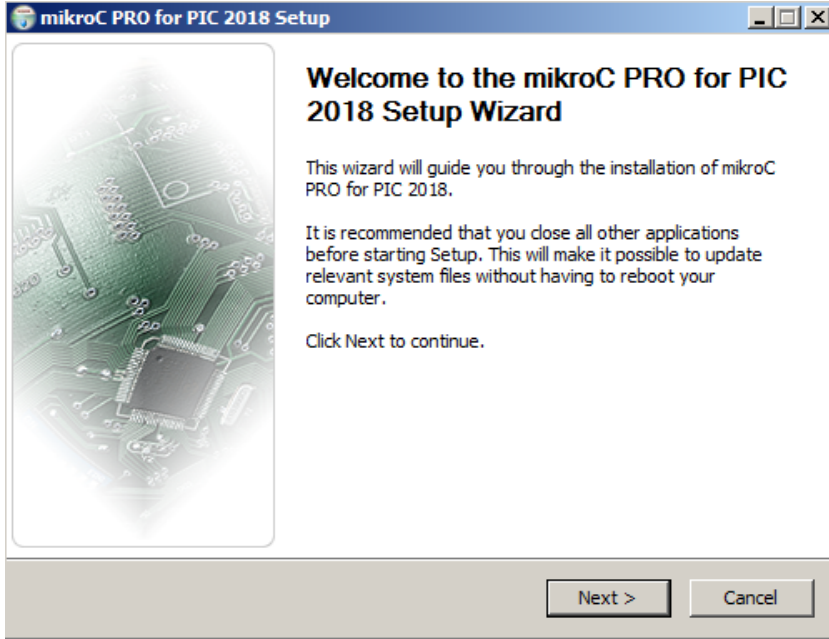 mikroC PRO for PIC 2018 Setup
Welcome to the mikroC PRO for PIC
2018 Setup Wizard
This wizard will guide you through the installation of mikroC
PRO for PIC 2018.
It is recommended that you close all other applications
before starting Setup. This will make it possible to update
relevant system files without having to reboot your
computer.
Click Next to continue.
Next >
Cancel